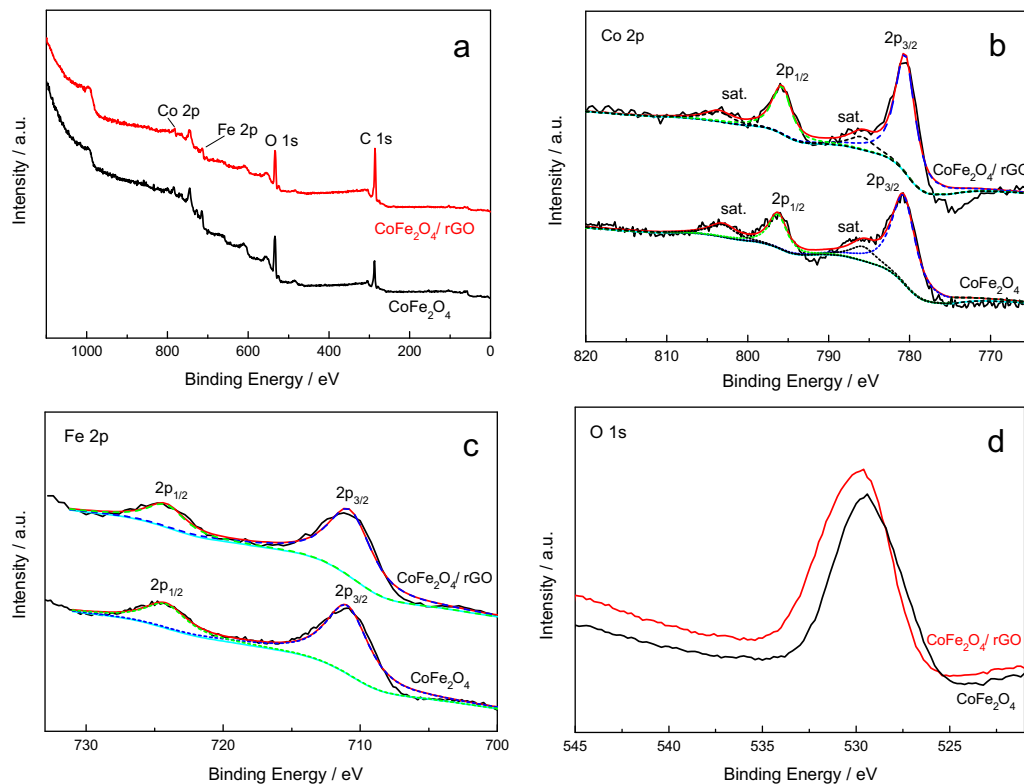 a
Co 2p
Fe 2p
O 1s
C 1s
CoFe2O4/ rGO
CoFe2O4
Intensity / a.u.
1000 800 600 400 200 0
Binding Energy / eV
Co 2p
b
2p3/2
2p1/2
sat.
sat.
CoFe2O4/ rGO
2p3/2
2p1/2
sat.
sat.
CoFe2O4
Intensity / a.u.
820 810 800 790 780 770
Binding Energy / eV
Fe 2p
c
2p1/2
2p3/2
CoFe2O4/ rGO
2p1/2
2p3/2
CoFe2O4
Intensity / a.u.
730 720 710 700
Binding Energy / eV
O 1s
d
CoFe2O4/ rGO
CoFe2O4
Intensity / a.u.
545 540 535 530 525
Binding Energy / eV